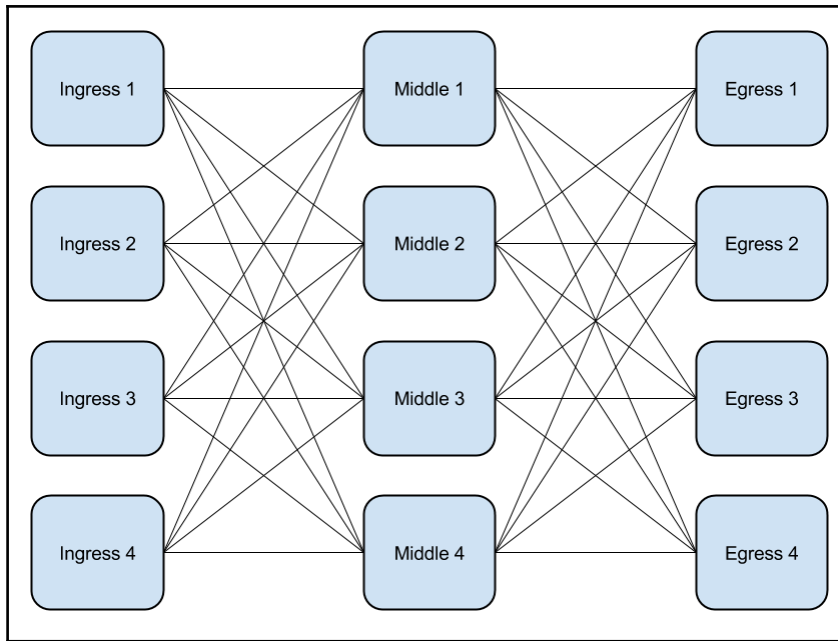 Ingress 1
Middle 1
Egress 1
Ingress 2
Middle 2
Egress 2
Ingress 3
Middle 3
Egress 3
Ingress 4
Middle 4
Egress 4